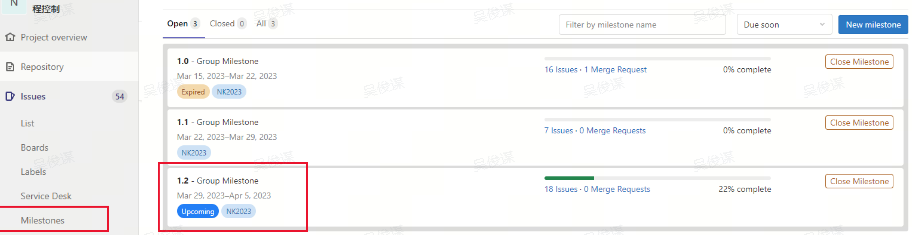 N
程控制
Project overview
Repository
Issues 54
List
Boards
Labels
Service Desk
Milestones
Open 3 Closed 0 All 3
Filter by milestone name
Due soon
New milestone
1.0 - Group Milestone
Mar 15, 2023–Mar 22, 2023
Expired NK2023
16 Issues · 1 Merge Request
0% complete
Close Milestone
1.1 - Group Milestone
Mar 22, 2023–Mar 29, 2023
NK2023
7 Issues · 0 Merge Requests
0% complete
Close Milestone
1.2 - Group Milestone
Mar 29, 2023–Apr 5, 2023
Upcoming NK2023
18 Issues · 0 Merge Requests
22% complete
Close Milestone